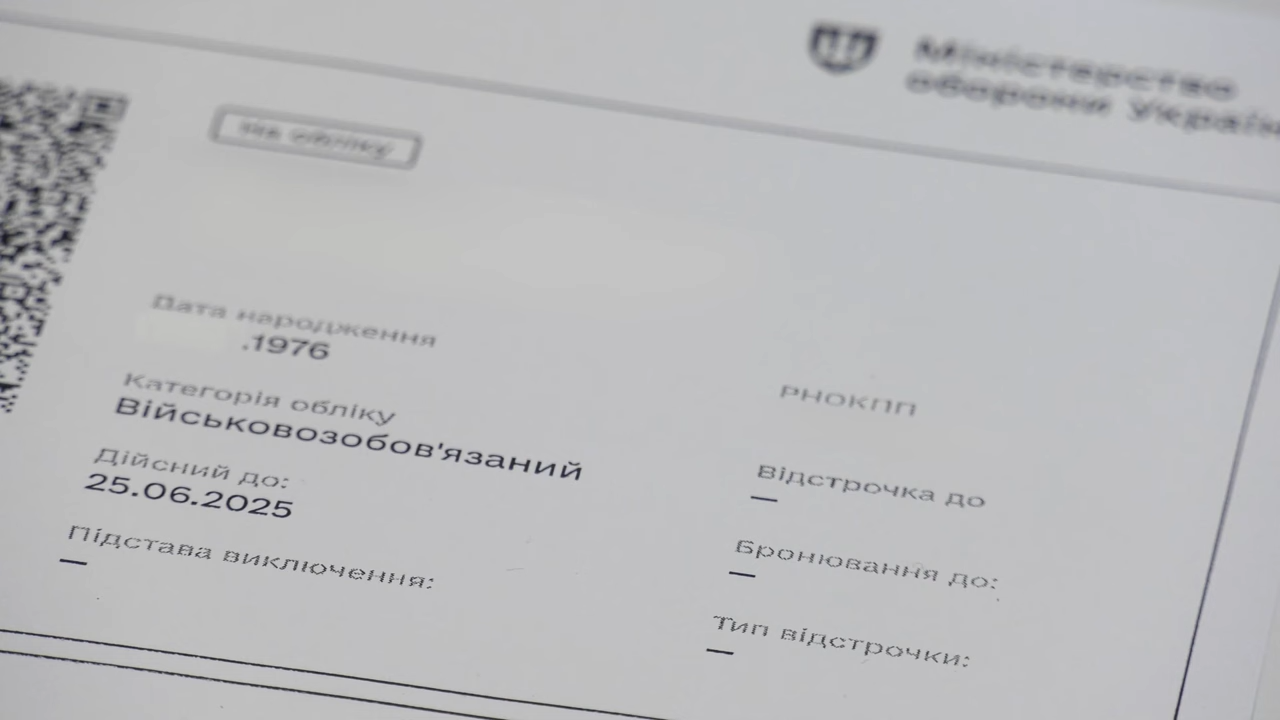 Міністерство
оборони Україн
На обліку
Дата народження
.1976
Категорія обліку
Військовозобов'язаний
Дійсний до:
25.06.2025
Підстава виключення:
—
РНОКПП
Відстрочка до
—
Бронювання до:
—
Тип відстрочки:
—